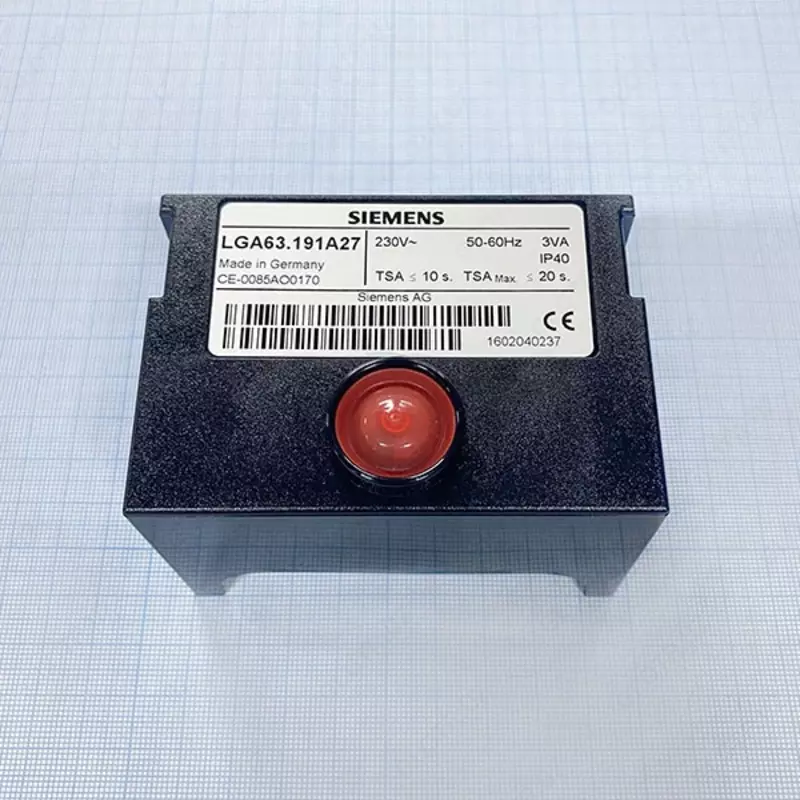 SIEMENS
LGA63.191A27
Made in Germany
CE-0085AO0170
230V~ 50-60Hz 3VA
IP40
TSA ≤ 10 s. TSA Max. ≤ 20 s.
Siemens AG
CE
1602040237